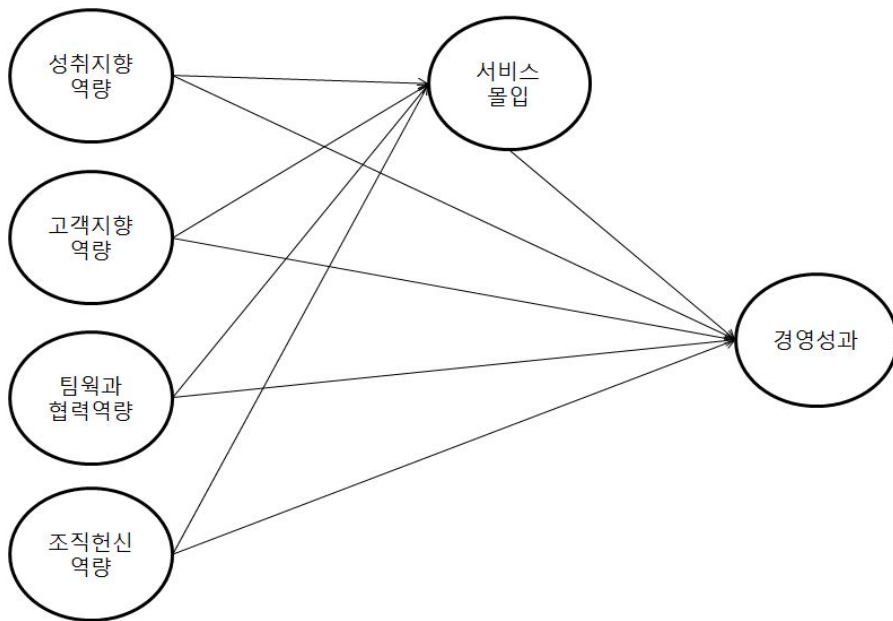 성취지향
역량
서비스
몰입
고객지향
역량
경영성과
팀웍과
협력역량
조직헌신
역량